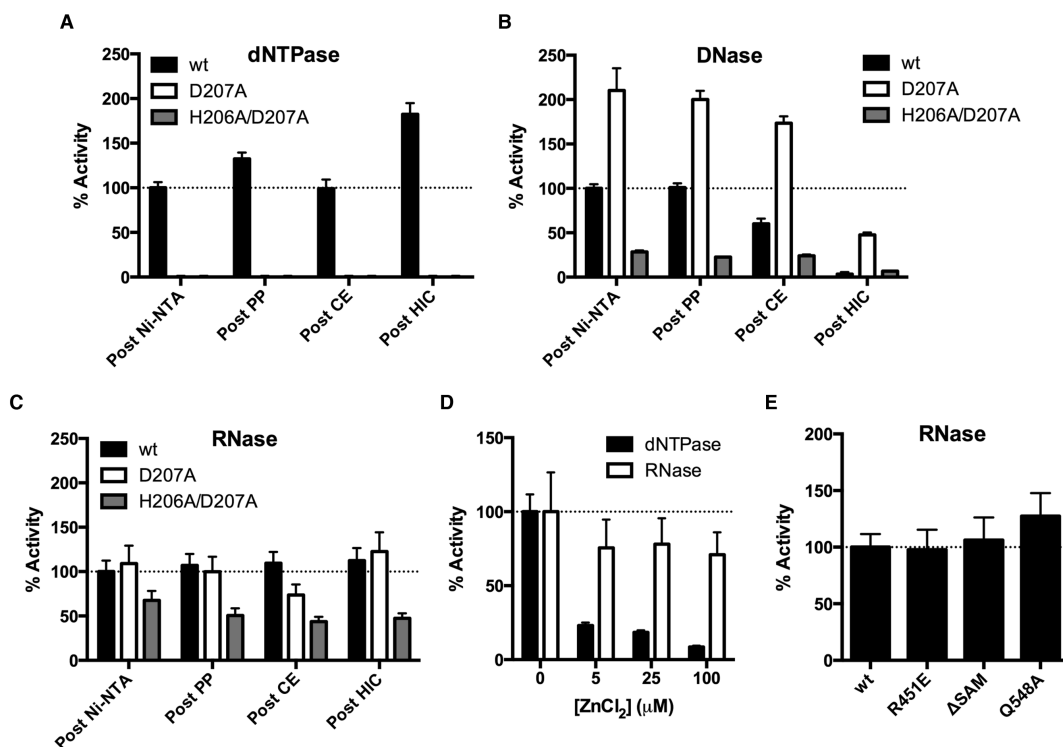 A
dNTPase
wt
D207A
H206A/D207A
% Activity
250
200
150
100
50
0
Post Ni-NTA
Post PP
Post CE
Post HIC
B
DNase
wt
D207A
H206A/D207A
% Activity
250
200
150
100
50
0
Post Ni-NTA
Post PP
Post CE
Post HIC
C
RNase
wt
D207A
H206A/D207A
% Activity
250
200
150
100
50
0
Post Ni-NTA
Post PP
Post CE
Post HIC
D
dNTPase
RNase
% Activity
150
100
50
0
0 5 25 100
[ZnCl2] (μM)
E
RNase
% Activity
200
150
100
50
0
wt
R451E
ΔSAM
Q548A